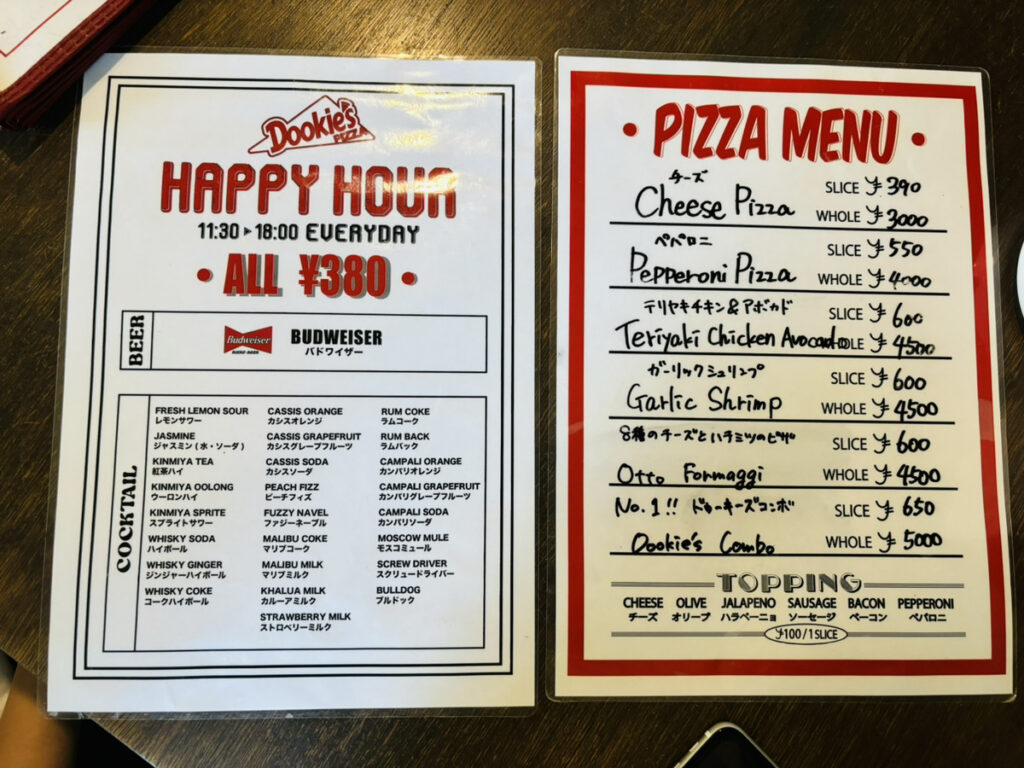 Dookie's
PIZZA
HAPPY HOUR
11:30 ▶ 18:00 EVERYDAY
• ALL ¥380 •
BEER
Budweiser
BUDWEISER
バドワイザー
COCKTAIL
FRESH LEMON SOUR
レモンサワー
JASMINE
ジャスミン ( 水・ソーダ )
KINMIYA TEA
紅茶ハイ
KINMIYA OOLONG
ウーロンハイ
KINMIYA SPRITE
スプライトサワー
WHISKY SODA
ハイボール
WHISKY GINGER
ジンジャーハイボール
WHISKY COKE
コークハイボール
CASSIS ORANGE
カシスオレンジ
CASSIS GRAPEFRUIT
カシスグレープフルーツ
CASSIS SODA
カシスソーダ
PEACH FIZZ
ピーチフィズ
FUZZY NAVEL
ファジーネーブル
MALIBU COKE
マリブコーク
MALIBU MILK
マリブミルク
KHALUA MILK
カルーアミルク
STRAWBERRY MILK
ストロベリーミルク
RUM COKE
ラムコーク
RUM BACK
ラムバック
CAMPALI ORANGE
カンパリオレンジ
CAMPALI GRAPEFRUIT
カンパリグレープフルーツ
CAMPALI SODA
カンパリソーダ
MOSCOW MULE
モスコミュール
SCREW DRIVER
スクリュードライバー
BULLDOG
ブルドック
• PIZZA MENU •
チーズ
Cheese Pizza
SLICE ¥390
WHOLE ¥3000
ペパロニ
Pepperoni Pizza
SLICE ¥550
WHOLE ¥4000
テリヤキチキン&アボカド
Teriyaki Chicken Avocado
SLICE ¥600
WHOLE ¥4500
ガーリックシュリンプ
Garlic Shrimp
SLICE ¥600
WHOLE ¥4500
8種のチーズとハチミツのピザ
Otto Formaggi
SLICE ¥600
WHOLE ¥4500
No.1!! ドゥーキーズコンボ
Dookie's Combo
SLICE ¥650
WHOLE ¥5000
TOPPING
CHEESE OLIVE JALAPENO SAUSAGE BACON PEPPERONI
チーズ オリーブ ハラペーニョ ソーセージ ベーコン ペパロニ
¥100/1SLICE